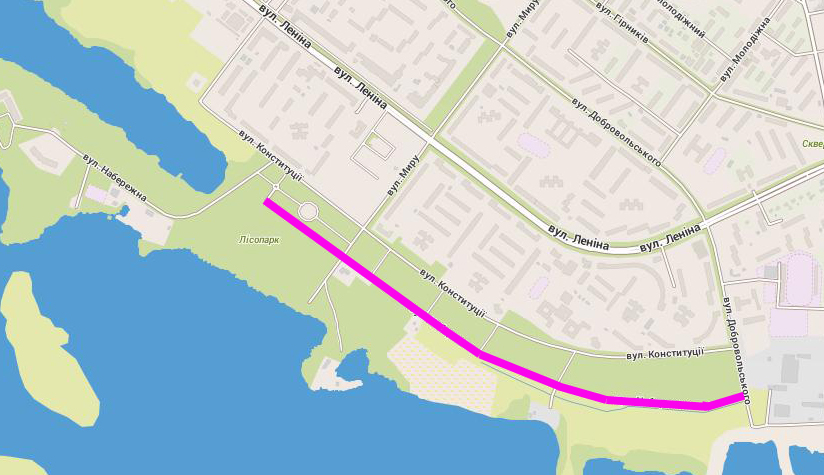 вул. Леніна
вул. Миру
вул. Гірників
Молодіжний
вул. Молодіжна
вул. Леніна
вул. Добровольського
Сквер
вул. Конституції
вул. Миру
вул. Набережна
Лісопарк
вул. Леніна
вул. Леніна
вул. Конституції
вул. Добровольського
вул. Конституції